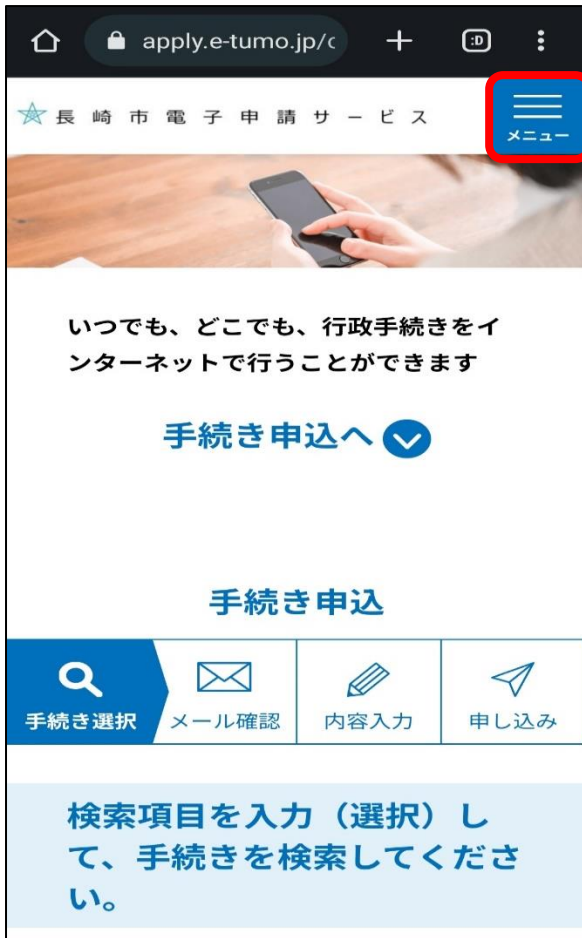 apply.e-tumo.jp/c
:D
長崎市電子申請サービス
メニュー
いつでも、どこでも、行政手続きをイ
ンターネットで行うことができます
手続き申込へ
手続き申込
手続き選択
メール確認
内容入力
申し込み
検索項目を入力（選択）し
て、手続きを検索してくださ
い。